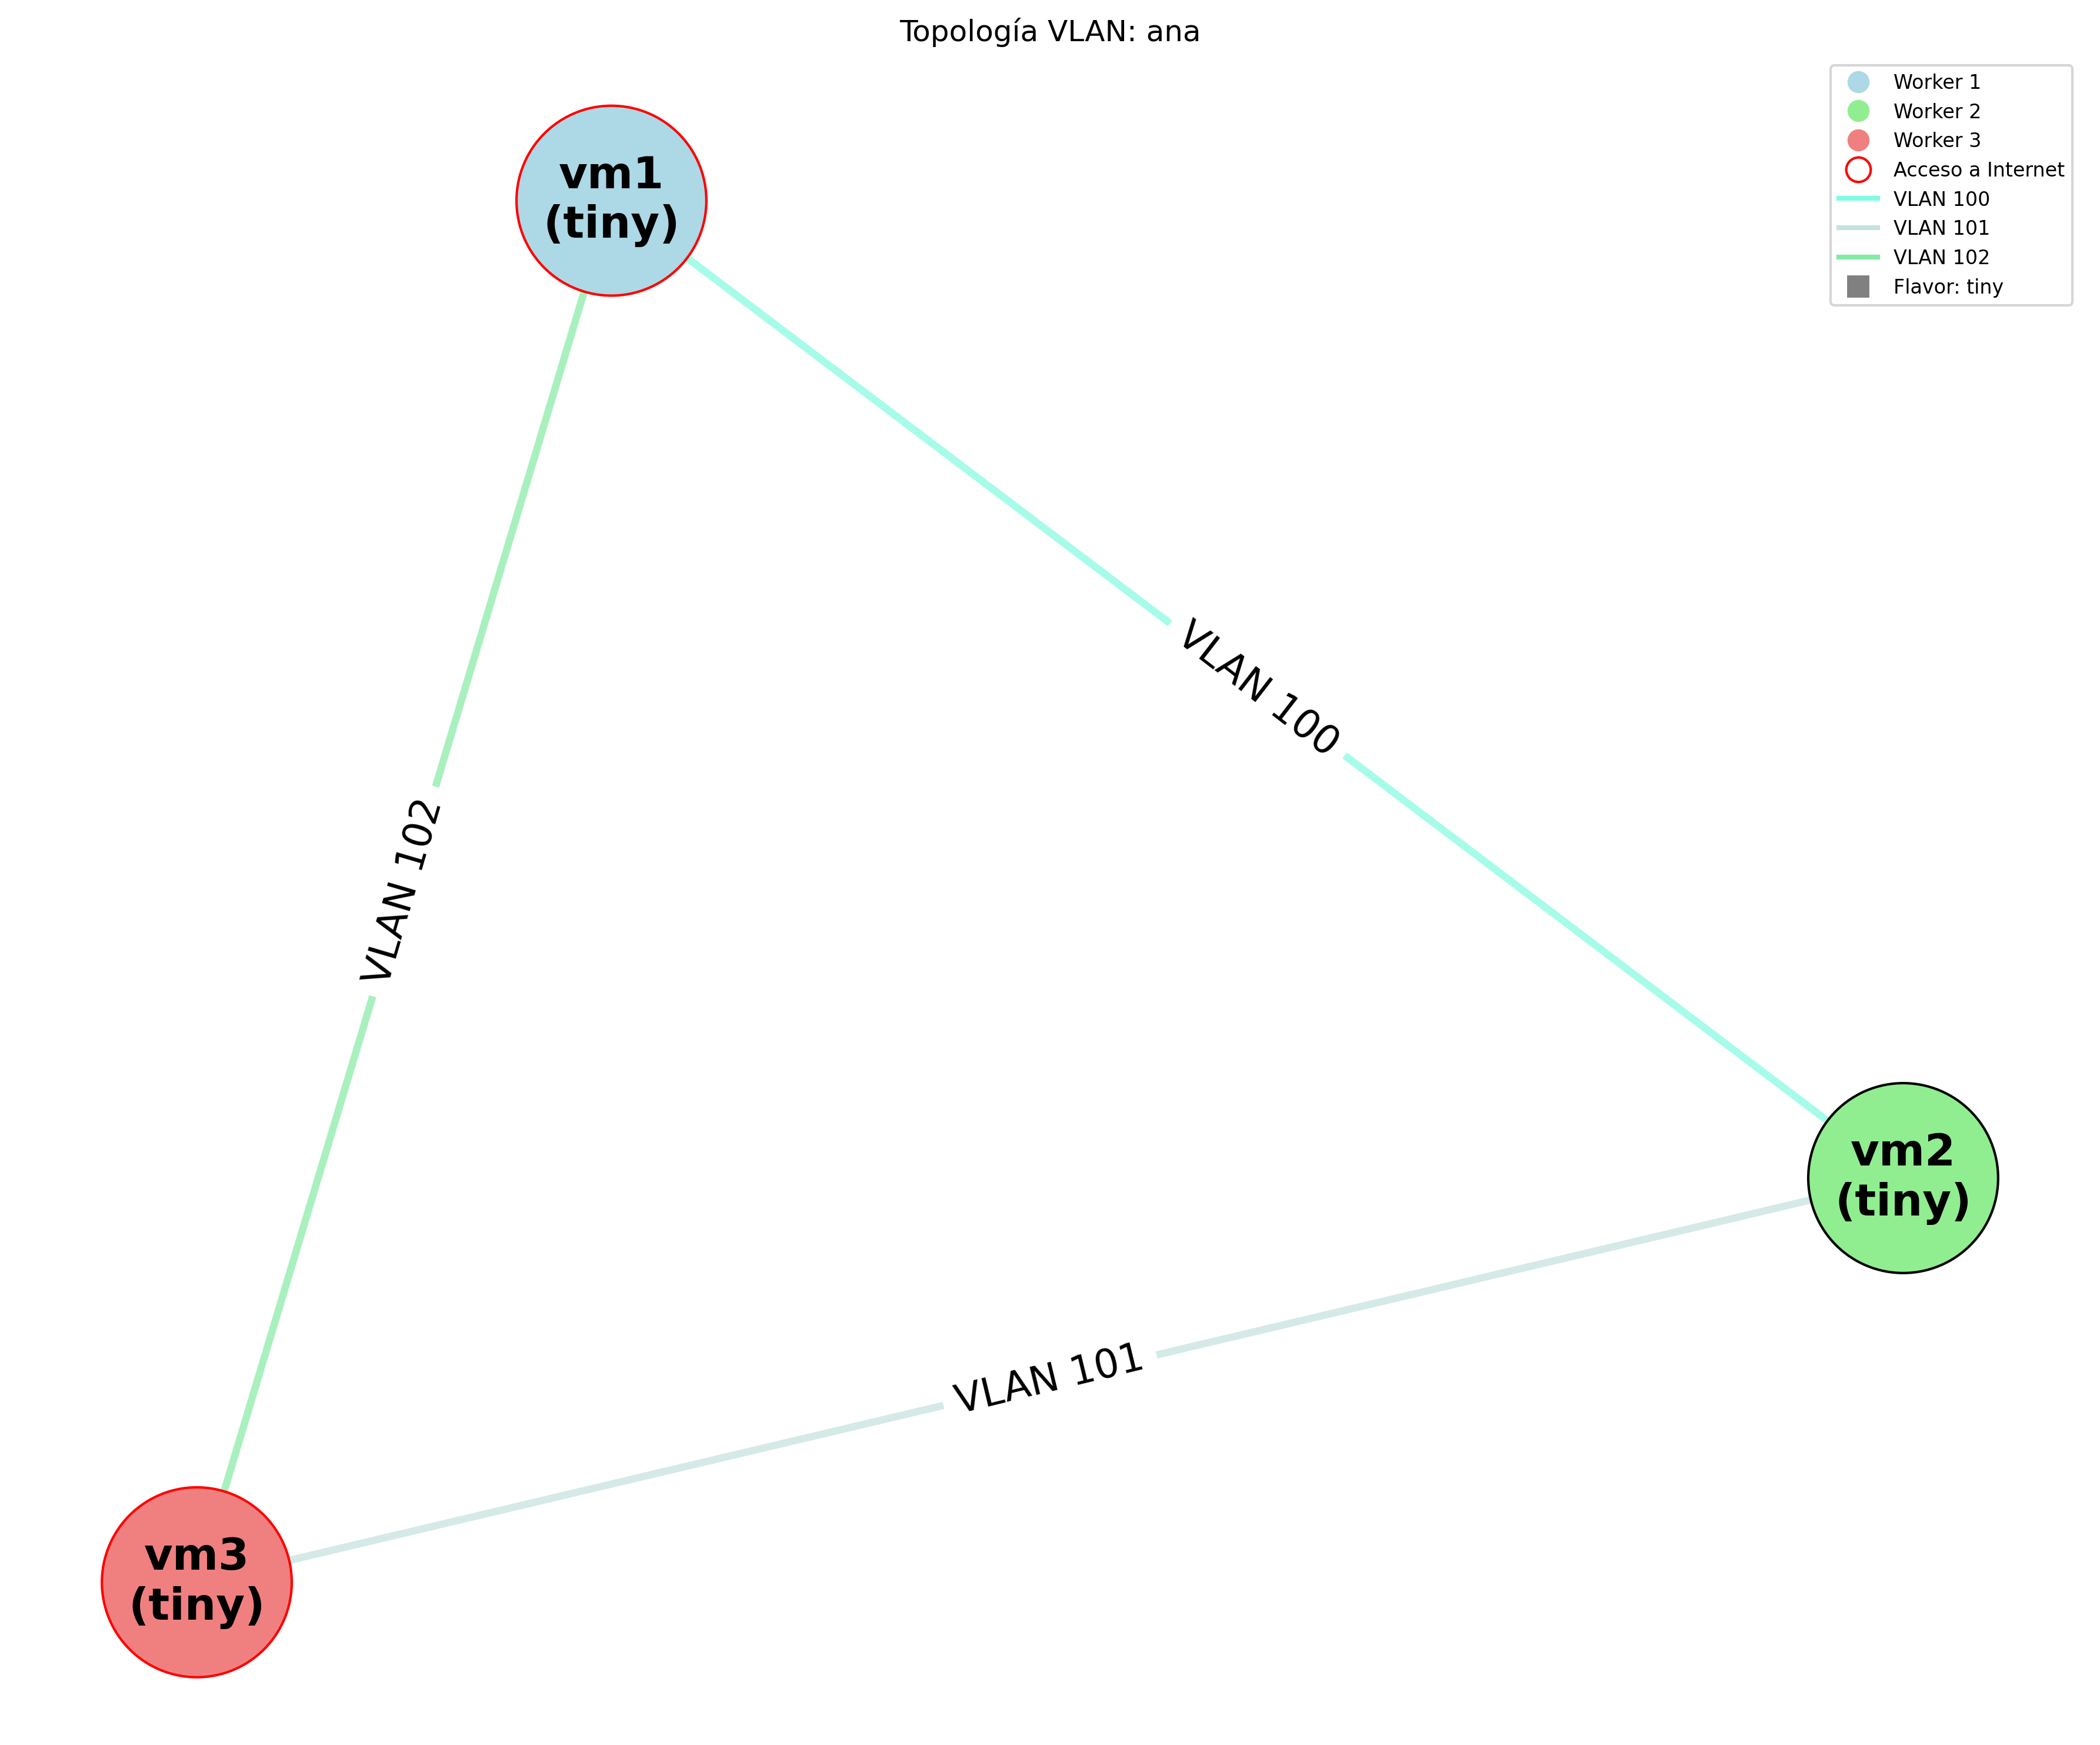 Topología VLAN: ana
Worker 1
Worker 2
Worker 3
Acceso a Internet
VLAN 100
VLAN 101
VLAN 102
Flavor: tiny
vm1
(tiny)
VLAN 100
VLAN 102
vm2
(tiny)
VLAN 101
vm3
(tiny)